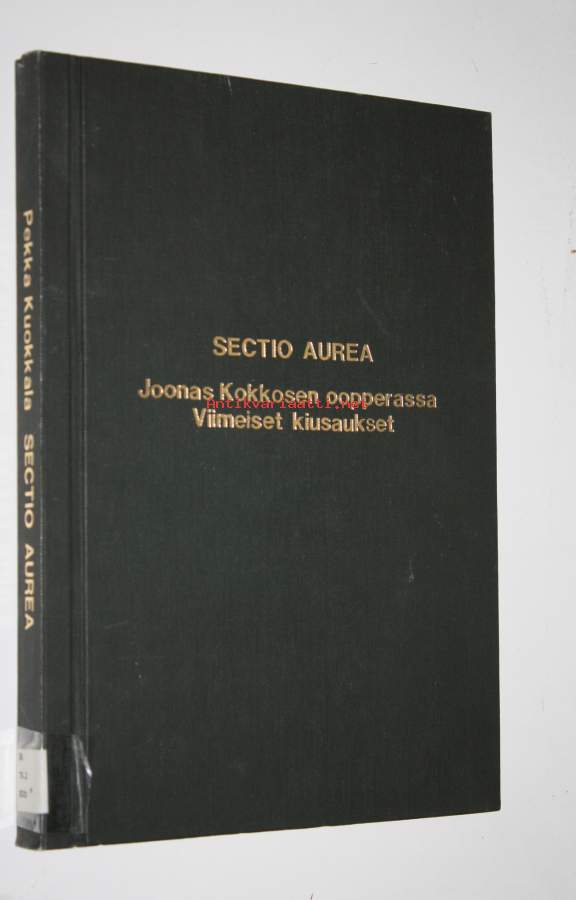 Pekka Kuokkala SECTIO AUREA
SECTIO AUREA
Joonas Kokkosen oopperassa
Antikvariaatti.net
Viimeiset kiusaukset